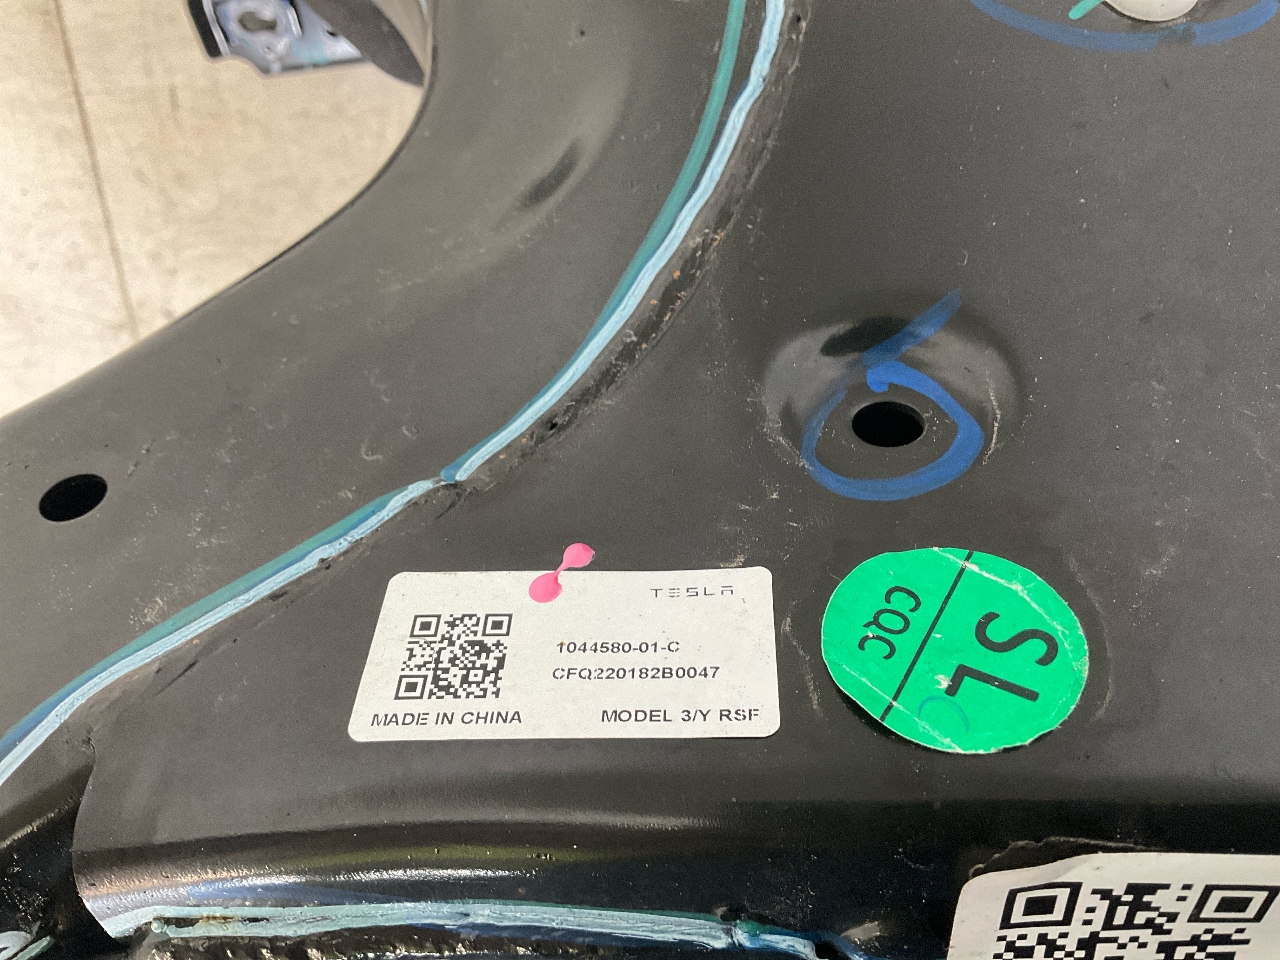 TESLA
1044580-01-C
CFQ220182B0047
MADE IN CHINA
MODEL 3/Y RSF
SL
CQC